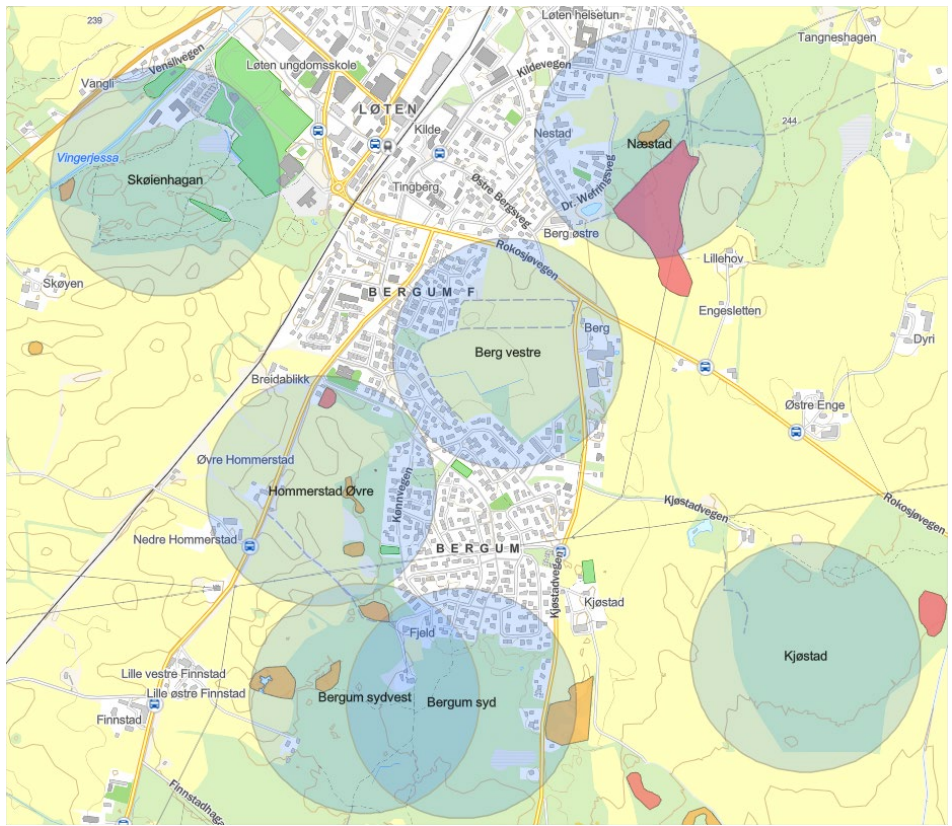 239
Løten helsetun
Tangneshagen
Venslivegen
Løten ungdomsskole
Kildevegen
Vangli
LØTEN
244
Kilde
Nestad
Næstad
Vingerjessa
Skøienhagan
Tingberg
Østre Bergsveg
Dr. Wefringsveg
Berg østre
Rokosjøvegen
Lillehov
Skøyen
BERGUM F
Engesletten
Berg
Dyri
Berg vestre
Breidablikk
Østre Enge
Øvre Hommerstad
Hommerstad Øvre
Kønnvegen
Kjøstadvegen
Rokosjøvegen
Nedre Hommerstad
BERGUM
Kjøstadvegen
Kjøstad
Fjeld
Kjøstad
Lille vestre Finnstad
Lille østre Finnstad
Bergum sydvest
Bergum syd
Finnstad
Finnstadhaga